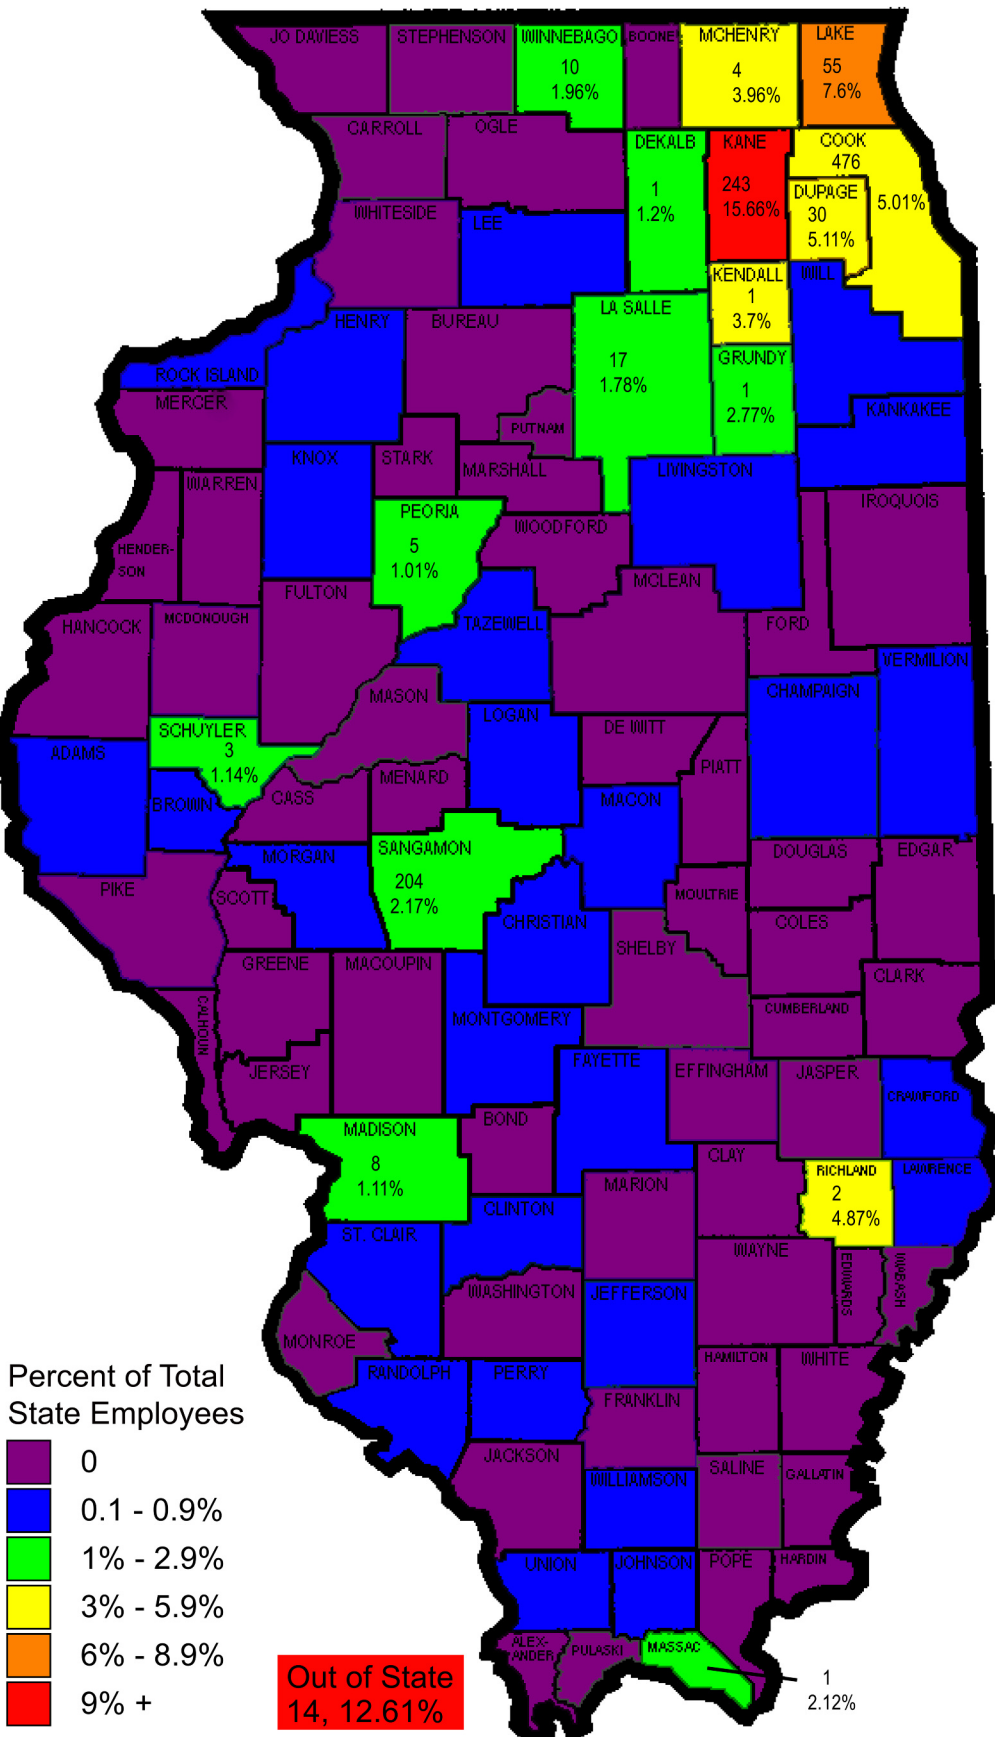 JO DAVIESS
STEPHENSON
WINNEBAGO
10
1.96%
BOONE
MCHENRY
4
3.96%
LAKE
55
7.6%
CARROLL
OGLE
DEKALB
1
1.2%
KANE
243
15.66%
COOK
476
5.01%
DUPAGE
30
5.11%
WHITESIDE
LEE
KENDALL
1
3.7%
WILL
ROCK ISLAND
HENRY
BUREAU
LA SALLE
17
1.78%
GRUNDY
1
2.77%
MERCER
PUTNAM
KANKAKEE
KNOX
STARK
MARSHALL
LIVINGSTON
WARREN
HENDER-
SON
PEORIA
5
1.01%
WOODFORD
IROQUOIS
FULTON
MCLEAN
FORD
HANCOCK
MCDONOUGH
TAZEWELL
VERMILION
MASON
CHAMPAIGN
LOGAN
DE WITT
PIATT
SCHUYLER
3
1.14%
ADAMS
BROWN
CASS
MENARD
MACON
MORGAN
SANGAMON
204
2.17%
DOUGLAS
EDGAR
PIKE
SCOTT
MOULTRIE
CHRISTIAN
COLES
SHELBY
GREENE
MACOUPIN
CLARK
CALHOUN
CUMBERLAND
MONTGOMERY
FAYETTE
EFFINGHAM
JASPER
JERSEY
CRAWFORD
MADISON
8
1.11%
BOND
CLAY
RICHLAND
2
4.87%
LAWRENCE
MARION
CLINTON
ST. CLAIR
WAYNE
EDWARDS
WABASH
WASHINGTON
JEFFERSON
MONROE
HAMILTON
WHITE
RANDOLPH
PERRY
FRANKLIN
JACKSON
WILLIAMSON
SALINE
GALLATIN
UNION
JOHNSON
POPE
HARDIN
ALEX-
ANDER
PULASKI
MASSAC
1
2.12%
Percent of Total
State Employees
0
0.1 - 0.9%
1% - 2.9%
3% - 5.9%
6% - 8.9%
9% +
Out of State
14, 12.61%